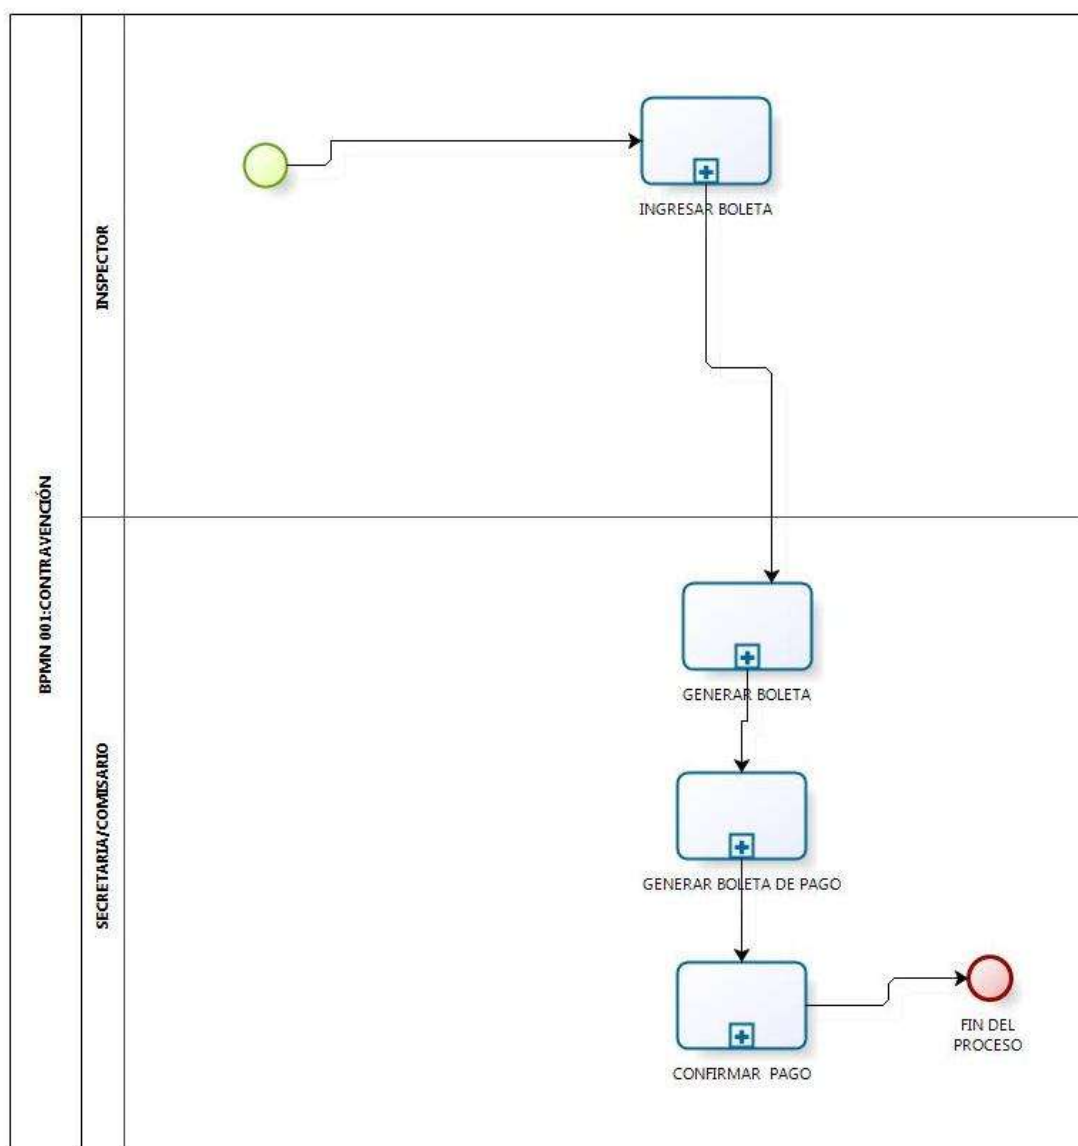 BPMN 001:CONTRAVENCIÓN
INSPECTOR
INGRESAR BOLETA
SECRETARIA/COMISARIO
GENERAR BOLETA
GENERAR BOLETA DE PAGO
CONFIRMAR PAGO
FIN DEL
PROCESO